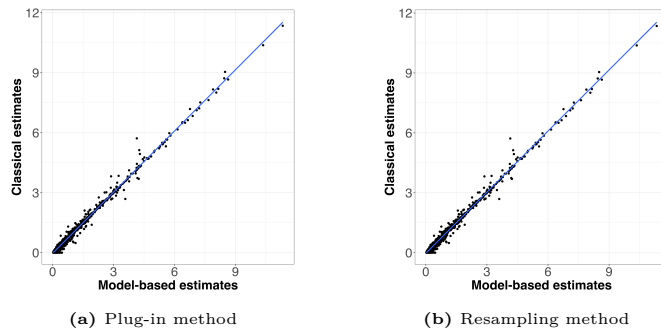 12
9
6
3
0
Classical estimates
0 3 6 9
Model-based estimates
(a) Plug-in method
12
9
6
3
0
Classical estimates
0 3 6 9
Model-based estimates
(b) Resampling method